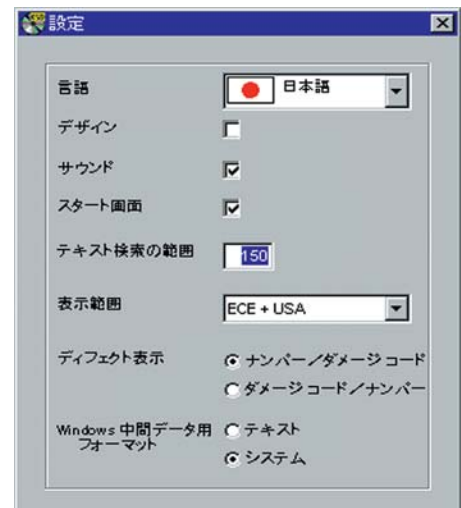 設定
言語 日本語
デザイン
サウンド
スタート画面
テキスト検索の範囲 150
表示範囲 ECE + USA
ディフェクト表示 ナンバー／ダメージコード
ダメージコード／ナンバー
Windows 中間データ用 テキスト
フォーマット
システム